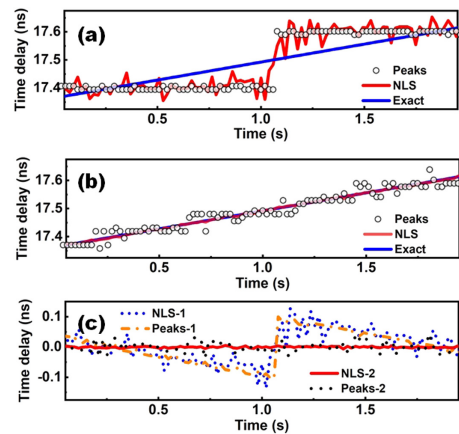 (a)
Time delay (ns)
17.6
17.5
17.4
Peaks
NLS
Exact
0.5
1.0
1.5
Time (s)
(b)
Time delay (ns)
17.6
17.5
17.4
Peaks
NLS
Exact
0.5
1.0
1.5
Time (s)
(c)
Time delay (ns)
0.1
0.0
-0.1
NLS-1
Peaks-1
NLS-2
Peaks-2
0.5
1.0
1.5
Time (s)